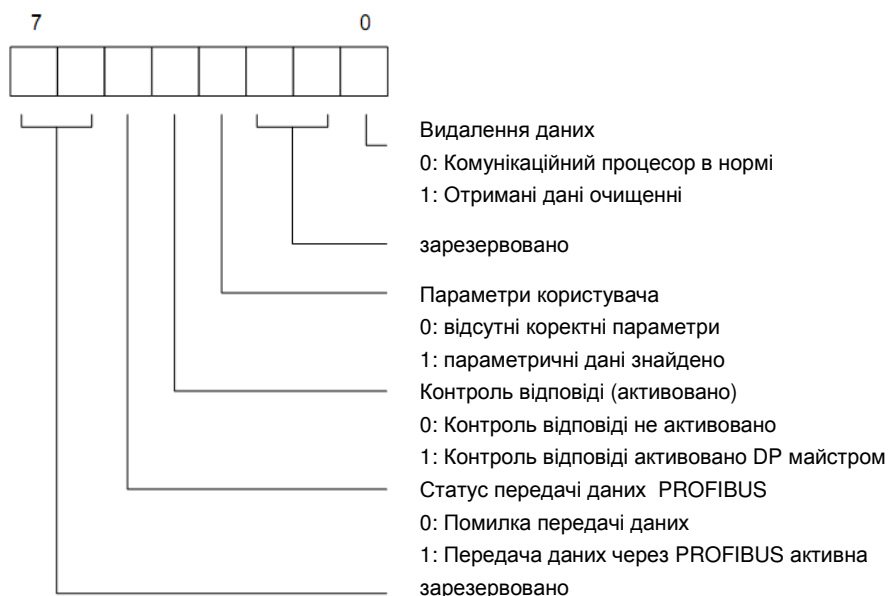 7 0
Видалення даних
0: Комунікаційний процесор в нормі
1: Отримані дані очищенні
зарезервовано
Параметри користувача
0: відсутні коректні параметри
1: параметричні дані знайдено
Контроль відповіді (активовано)
0: Контроль відповіді не активовано
1: Контроль відповіді активовано DP майстром
Статус передачі даних PROFIBUS
0: Помилка передачі даних
1: Передача даних через PROFIBUS активна
зарезервовано